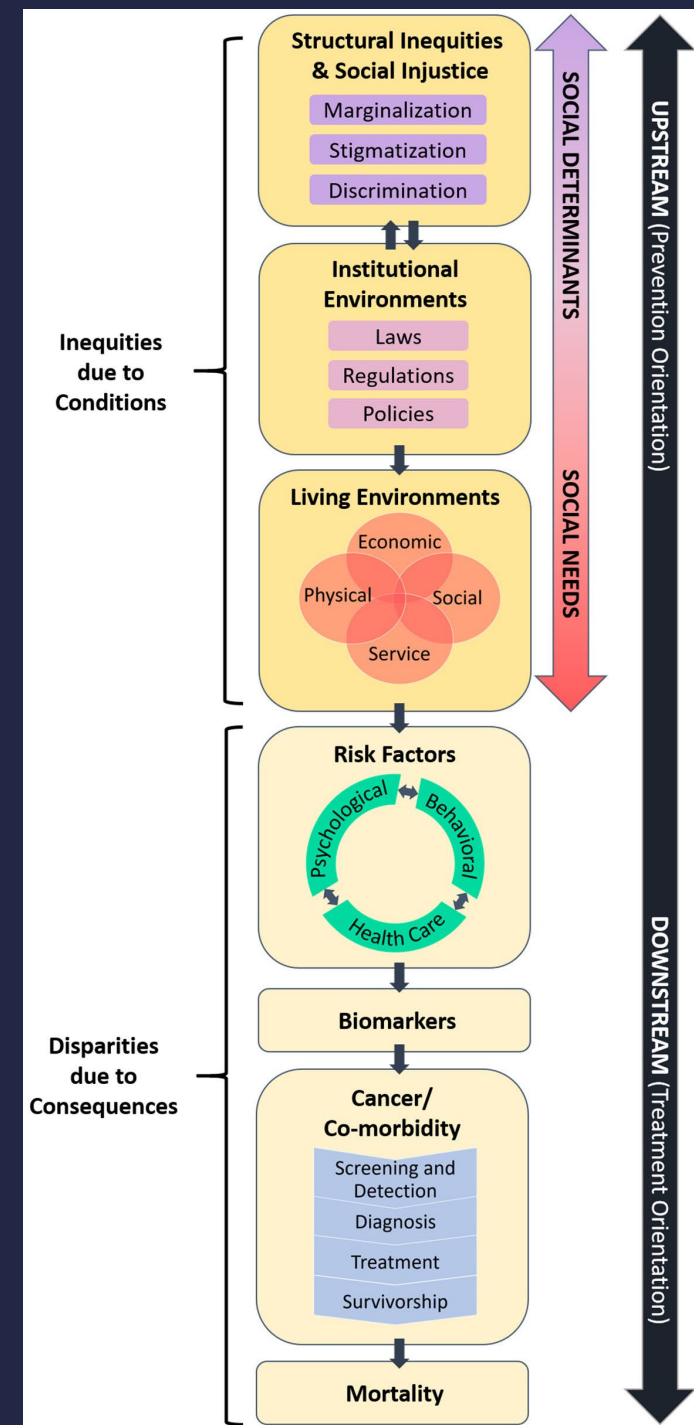 Structural Inequities
& Social Injustice
Marginalization
Stigmatization
Discrimination
Institutional
Environments
Laws
Regulations
Policies
Inequities
due to
Conditions
Living Environments
Economic
Physical
Social
Service
SOCIAL DETERMINANTS
SOCIAL NEEDS
UPSTREAM (Prevention Orientation)
Risk Factors
Psychological
Behavioral
Health Care
Biomarkers
Disparities
due to
Consequences
Cancer/
Co-morbidity
Screening and
Detection
Diagnosis
Treatment
Survivorship
Mortality
DOWNSTREAM (Treatment Orientation)